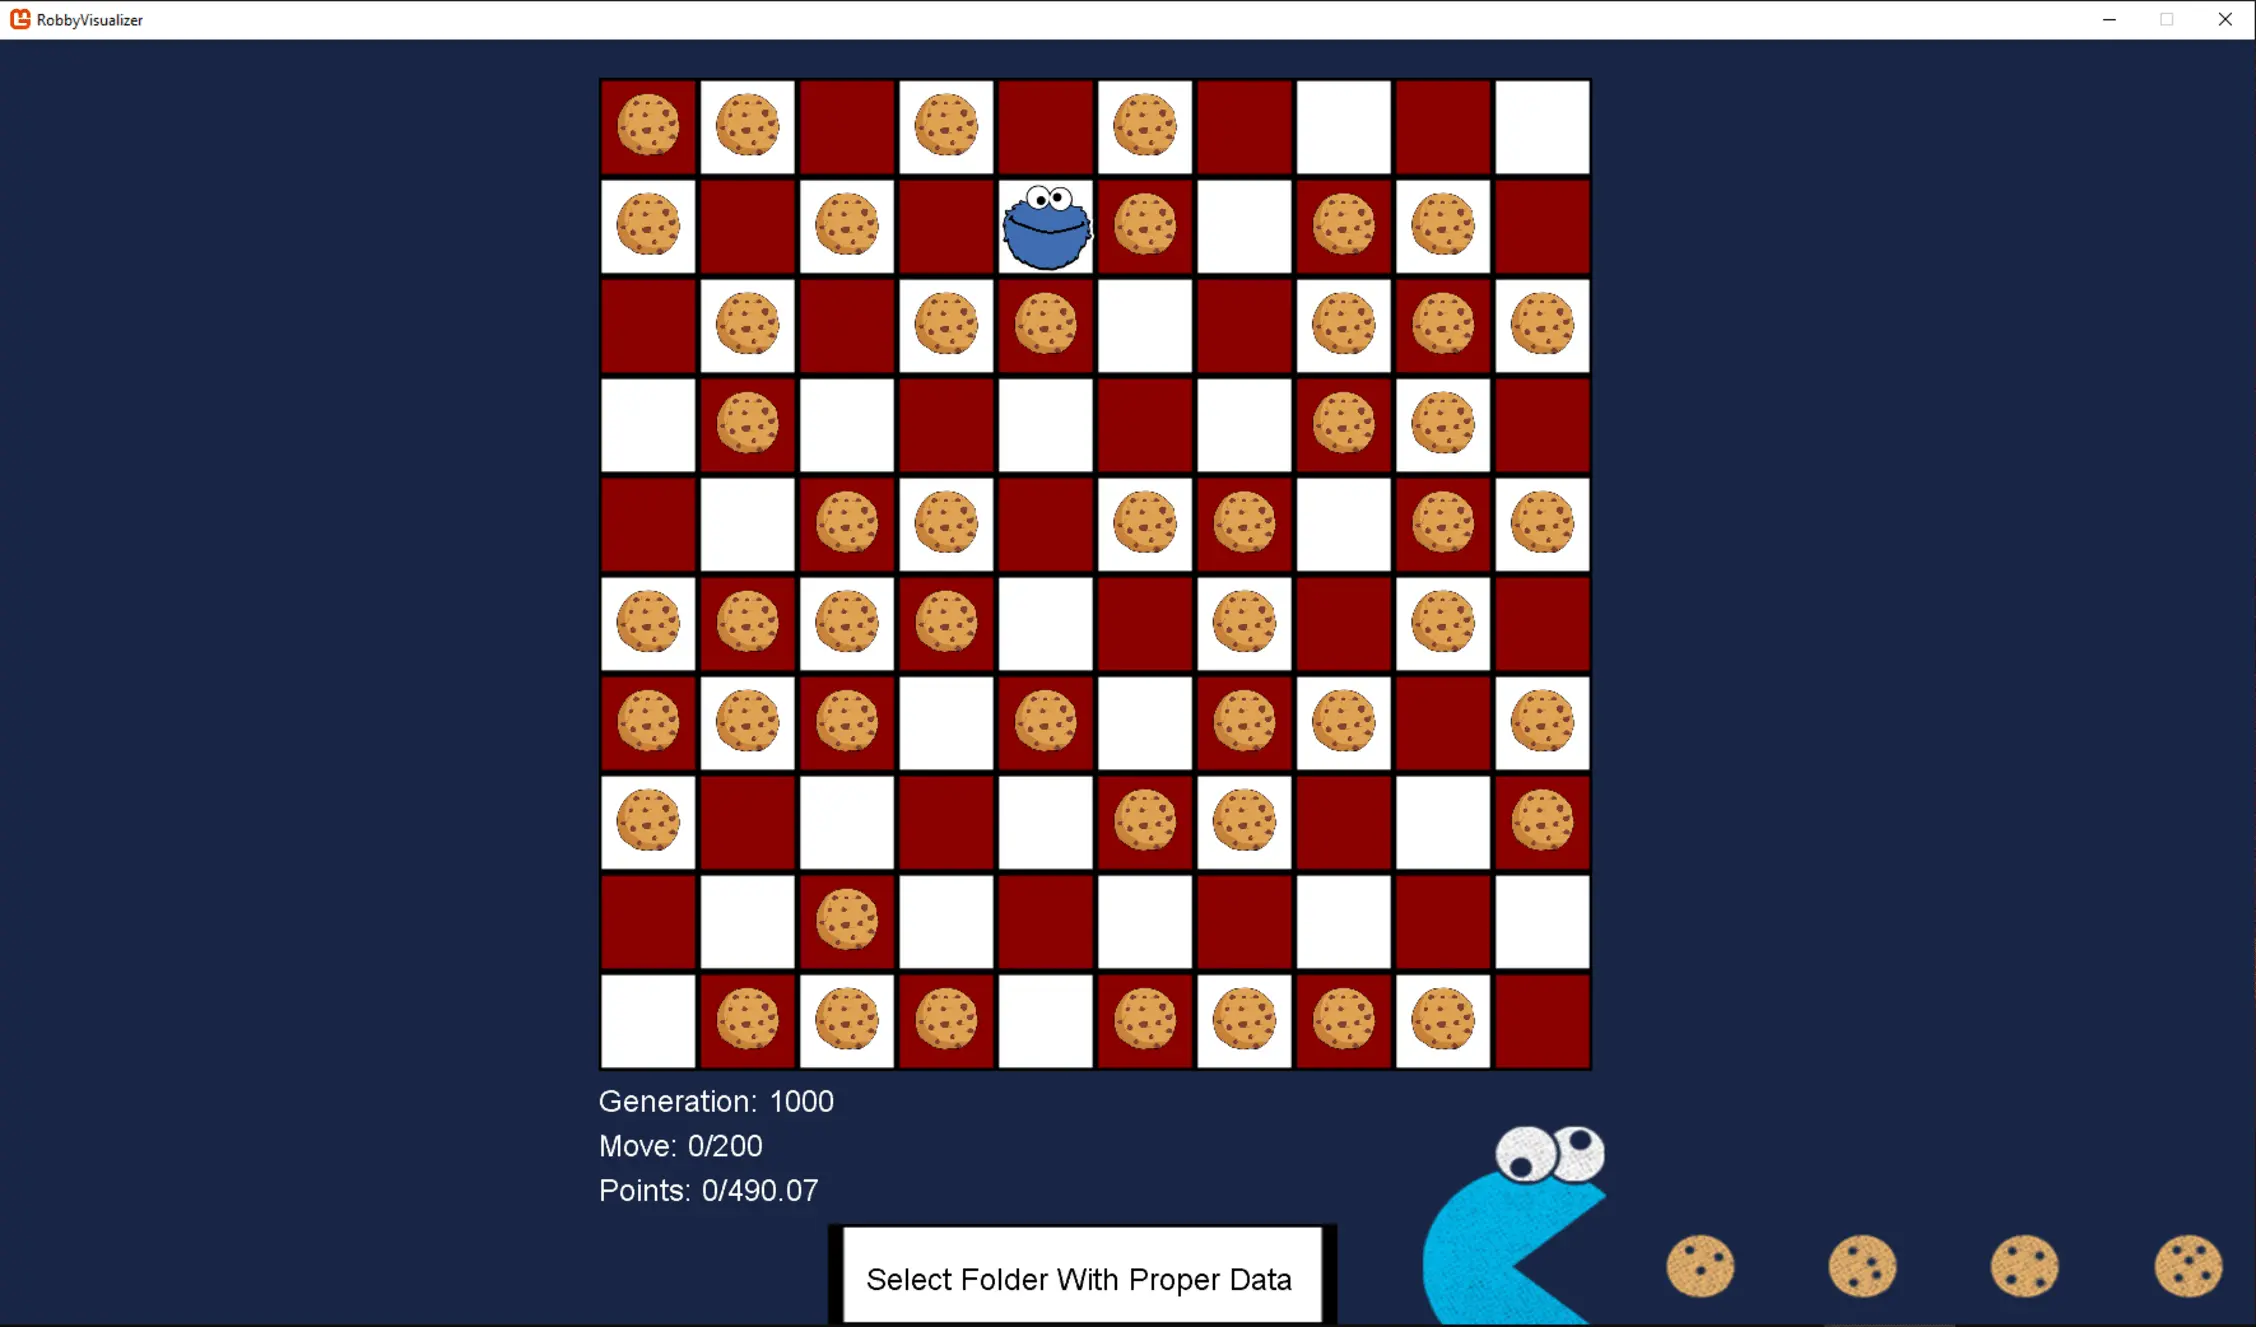 RobbyVisualizer
Generation: 1000
Move: 0/200
Points: 0/490.07
Select Folder With Proper Data